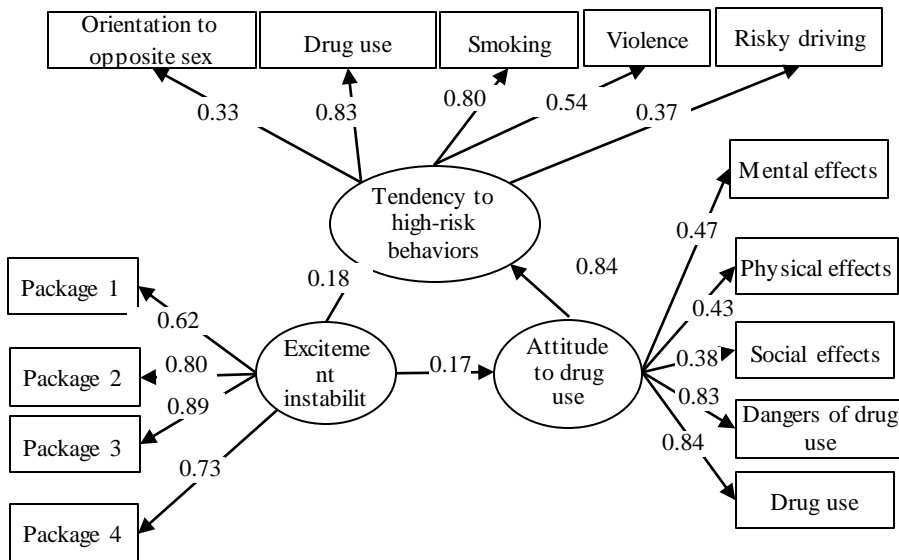 Orientation to
opposite sex
Drug use
Smoking
Violence
Risky driving
0.33
0.83
0.80
0.54
0.37
Tendency to
high-risk
behaviors
Mental effects
0.47
Physical effects
0.43
Social effects
0.38
Dangers of drug
use
0.83
Drug use
0.84
0.18
0.84
Package 1
0.62
Package 2
0.80
Package 3
0.89
Package 4
0.73
Exciteme
nt
instabilit
0.17
Attitude
to drug
use